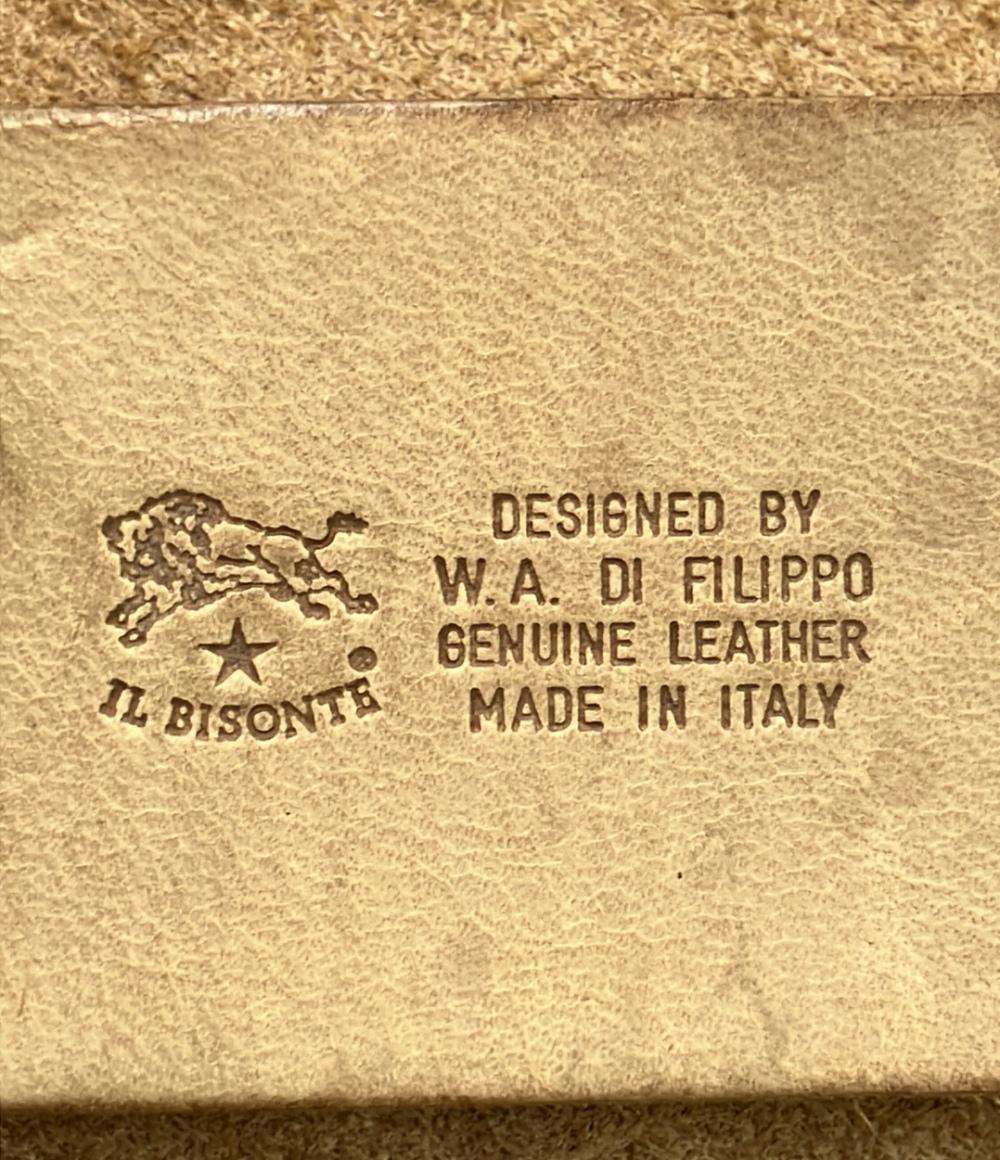 IL BISONTE
DESIGNED BY
W. A. DI FILIPPO
GENUINE LEATHER
MADE IN ITALY